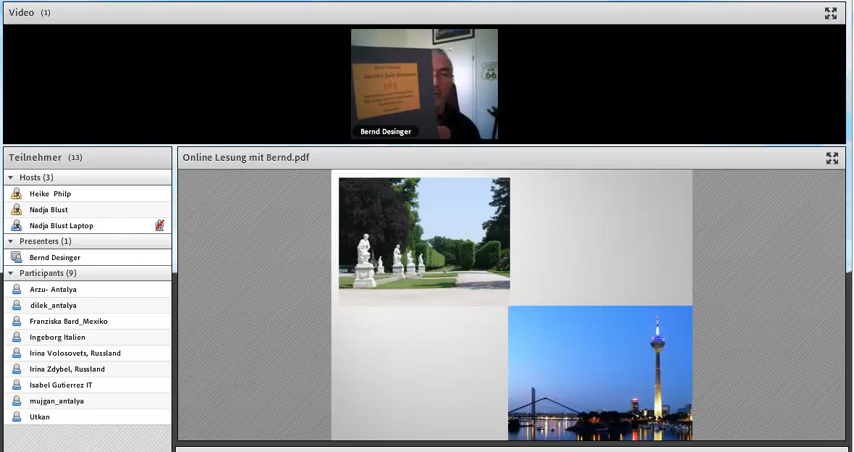 Video (1)
66
Bernd Desinger
Teilnehmer (13)
Hosts (3)
Heike Philp
Nadja Blust
Nadja Blust Laptop
Presenters (1)
Bernd Desinger
Participants (9)
Arzu- Antalya
dilek_antalya
Franziska Bard_Mexiko
Ingeborg Italien
Irina Volosovets, Russland
Irina Zdybel, Russland
Isabel Gutierrez IT
mujgan_antalya
Utkan
Online Lesung mit Bernd.pdf